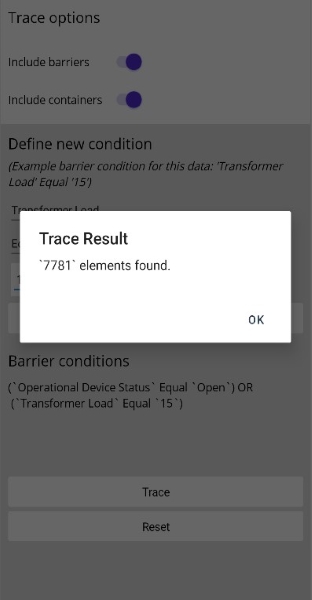 Trace options
Include barriers
Include containers
Define new condition
(Example barrier condition for this data: 'Transformer
Load' Equal '15')
Transformer Load
Trace Result
`7781` elements found.
OK
Barrier conditions
(`Operational Device Status` Equal `Open`) OR
(`Transformer Load` Equal `15`)
Trace
Reset